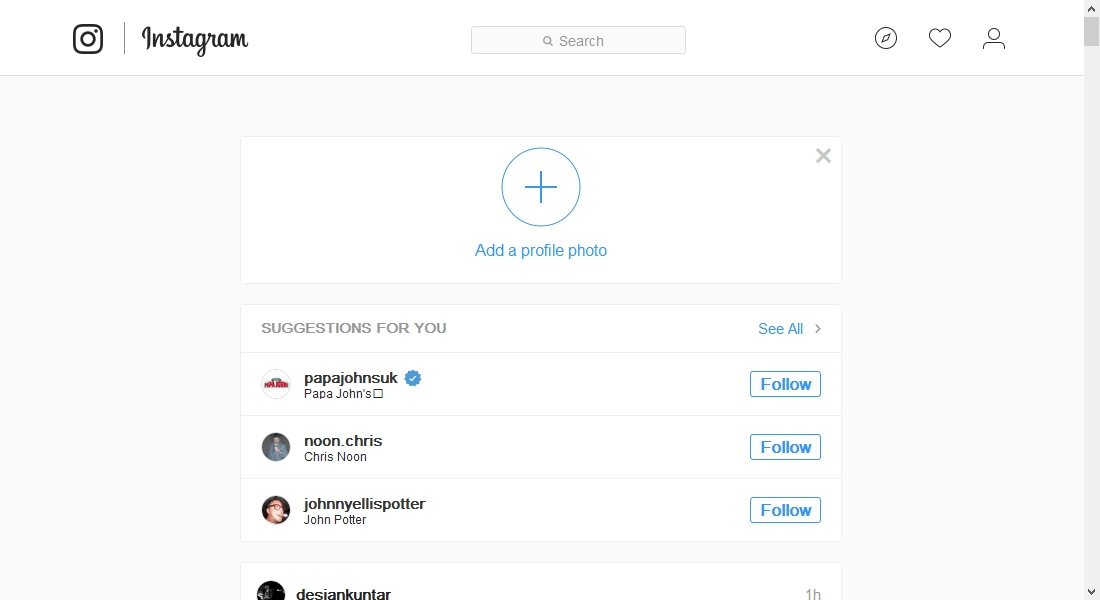 Instagram
Search
Add a profile photo
SUGGESTIONS FOR YOU
See All
papajohnsuk
Papa John's□
Follow
noon.chris
Chris Noon
Follow
johnnyellispotter
John Potter
Follow
desiankuntar
1h